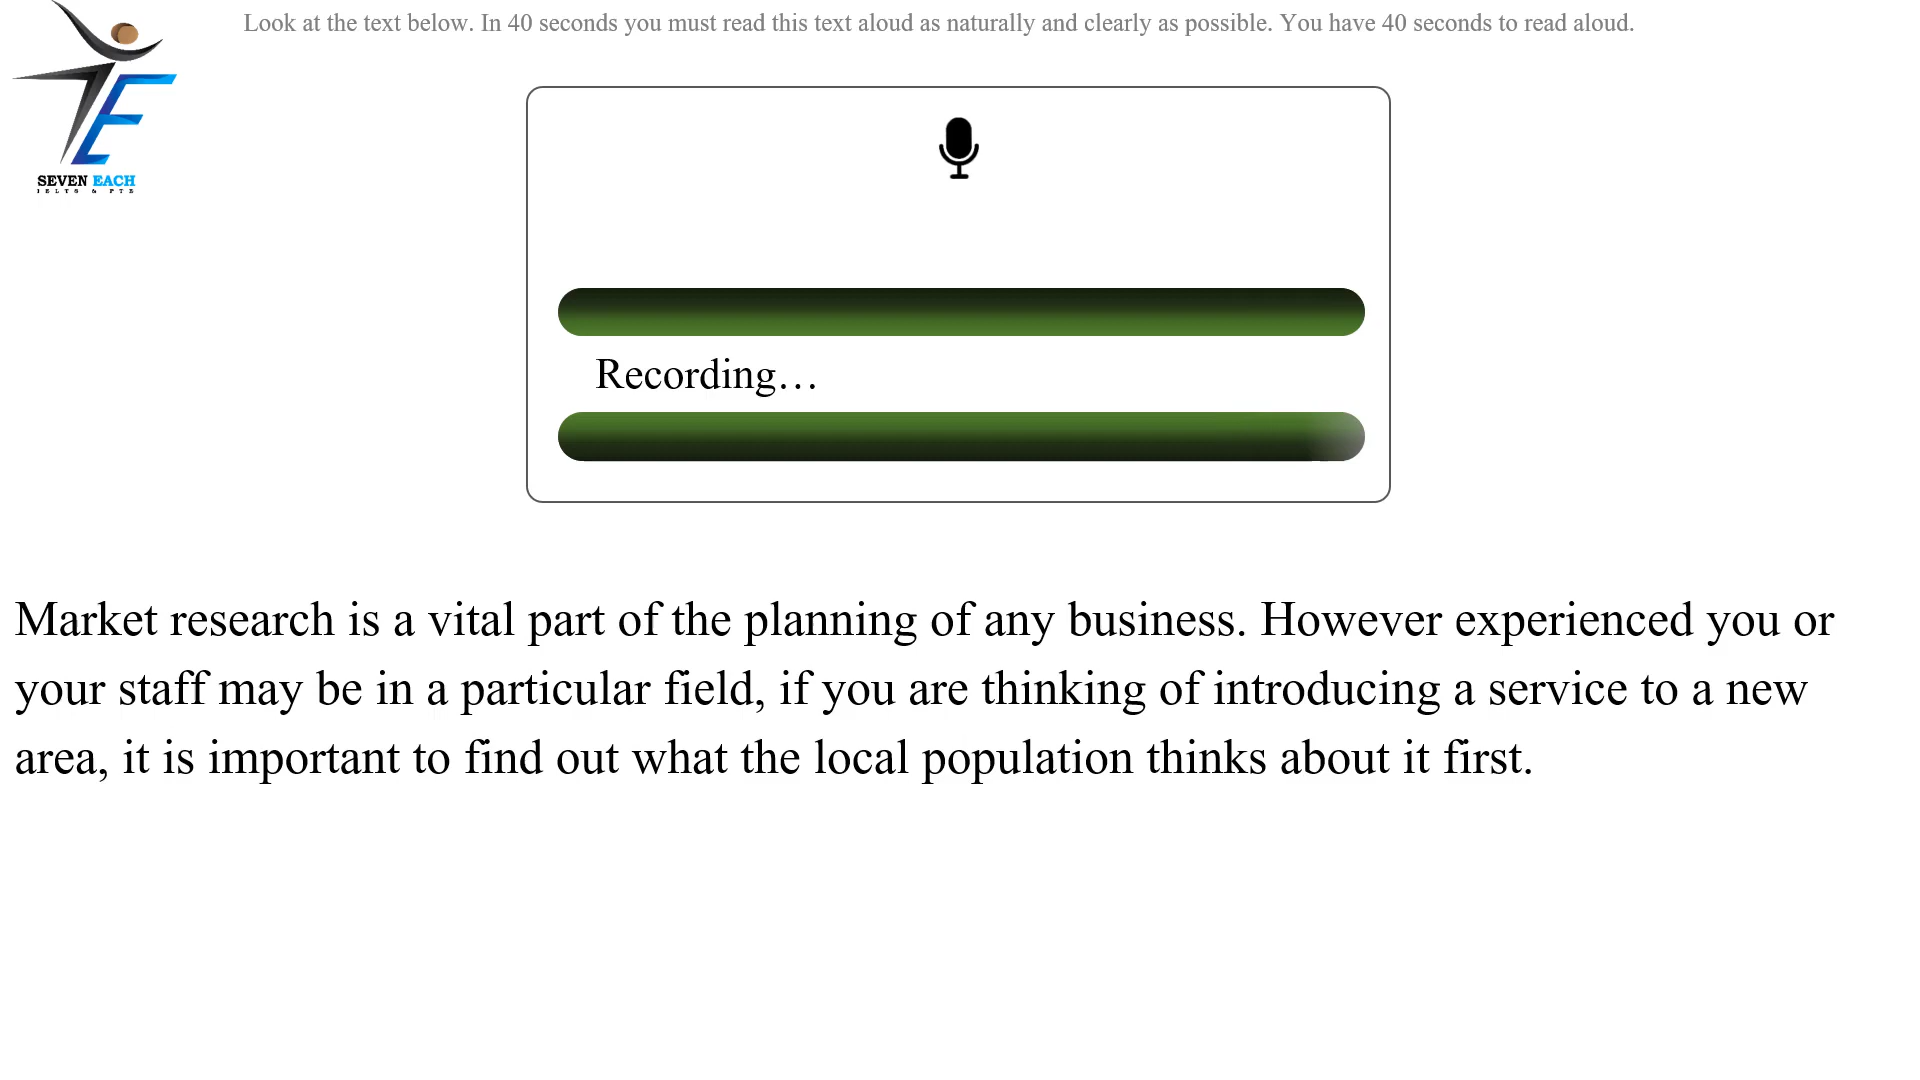 Look at the text below. In 40 seconds you must read this text aloud as naturally and clearly as possible. You have 40 seconds to read aloud.
SEVEN EACH
IELTS & PTE
Recording…
Market research is a vital part of the planning of any business. However experienced you or
your staff may be in a particular field, if you are thinking of introducing a service to a new
area, it is important to find out what the local population thinks about it first.